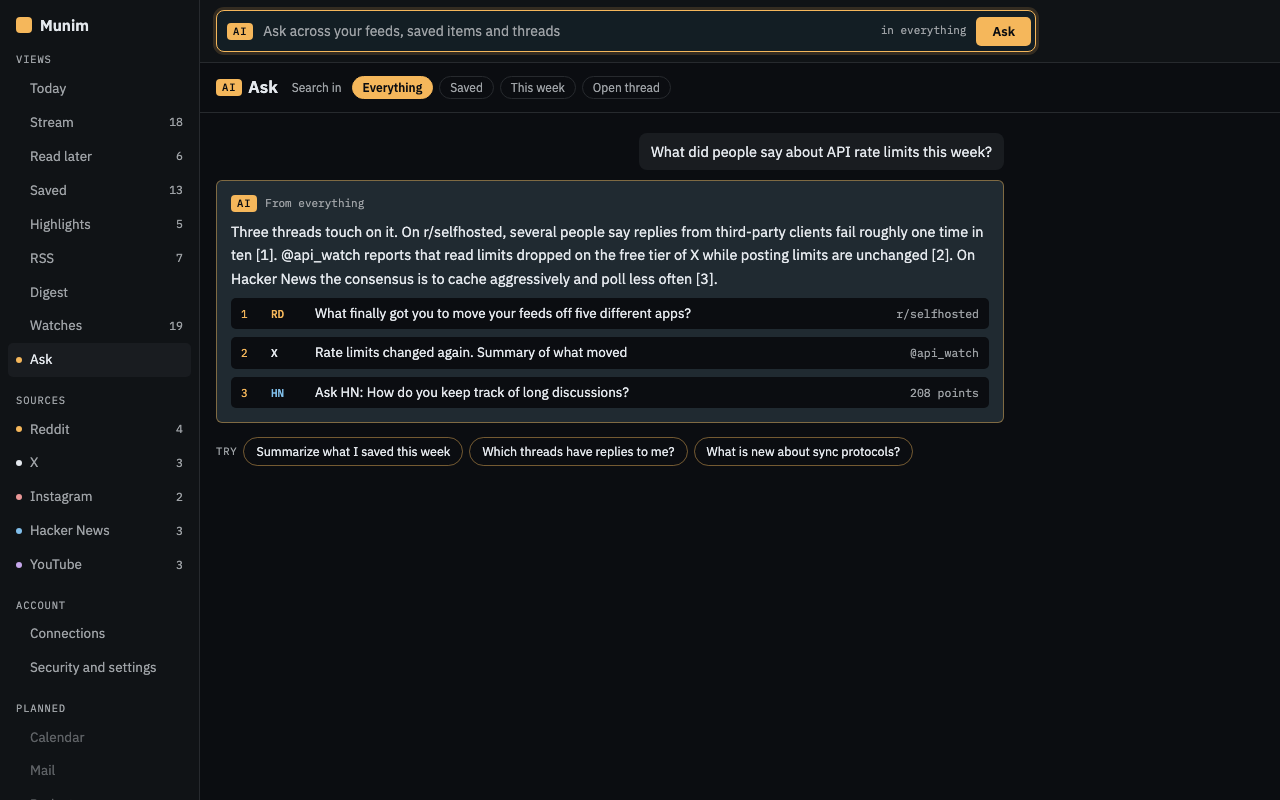 Munim
VIEWS
Today
Stream 18
Read later 6
Saved 13
Highlights 5
RSS 7
Digest
Watches 19
Ask
SOURCES
Reddit 4
X 3
Instagram 2
Hacker News 3
YouTube 3
ACCOUNT
Connections
Security and settings
PLANNED
Calendar
Mail
AI Ask across your feeds, saved items and threads in everything Ask
AI Ask Search in Everything Saved This week Open thread
What did people say about API rate limits this week?
AI From everything
Three threads touch on it. On r/selfhosted, several people say replies from third-party clients fail roughly one time in
ten [1]. @api_watch reports that read limits dropped on the free tier of X while posting limits are unchanged [2]. On
Hacker News the consensus is to cache aggressively and poll less often [3].
1 RD What finally got you to move your feeds off five different apps? r/selfhosted
2 X Rate limits changed again. Summary of what moved @api_watch
3 HN Ask HN: How do you keep track of long discussions? 208 points
TRY Summarize what I saved this week Which threads have replies to me? What is new about sync protocols?